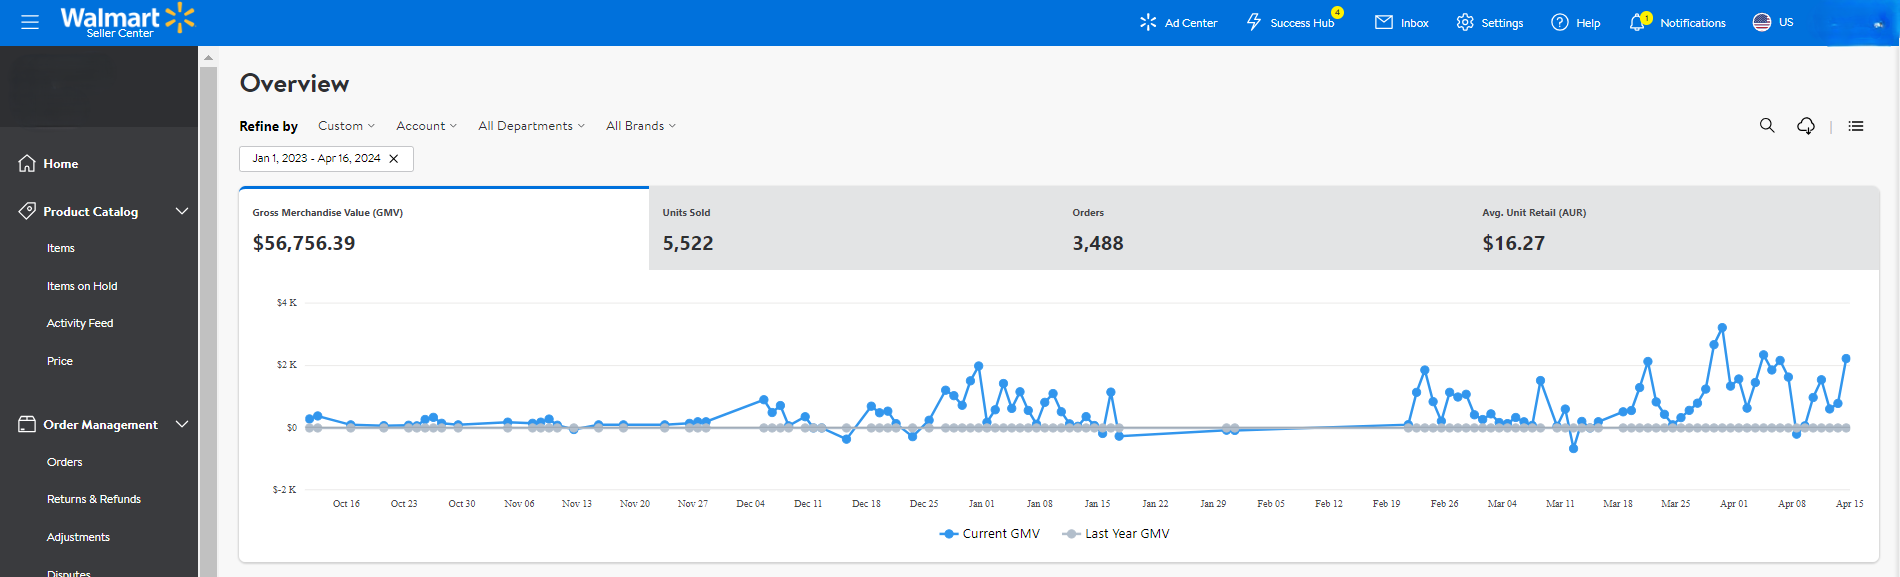 Walmart
Seller Center
Ad Center
Success Hub
4
Inbox
Settings
Help
1
Notifications
US
Home
Product Catalog
Items
Items on Hold
Activity Feed
Price
Order Management
Orders
Returns & Refunds
Adjustments
Disputes
Overview
Refine by
Custom
Account
All Departments
All Brands
Jan 1, 2023 - Apr 16, 2024
Gross Merchandise Value (GMV)
$56,756.39
Units Sold
5,522
Orders
3,488
Avg. Unit Retail (AUR)
$16.27
$4 K
$2 K
$0
$-2 K
Oct 16 Oct 23 Oct 30 Nov 06 Nov 13 Nov 20 Nov 27 Dec 04 Dec 11 Dec 18 Dec 25 Jan 01 Jan 08 Jan 15 Jan 22 Jan 29 Feb 05 Feb 12 Feb 19 Feb 26 Mar 04 Mar 11 Mar 18 Mar 25 Apr 01 Apr 08 Apr 15
Current GMV
Last Year GMV